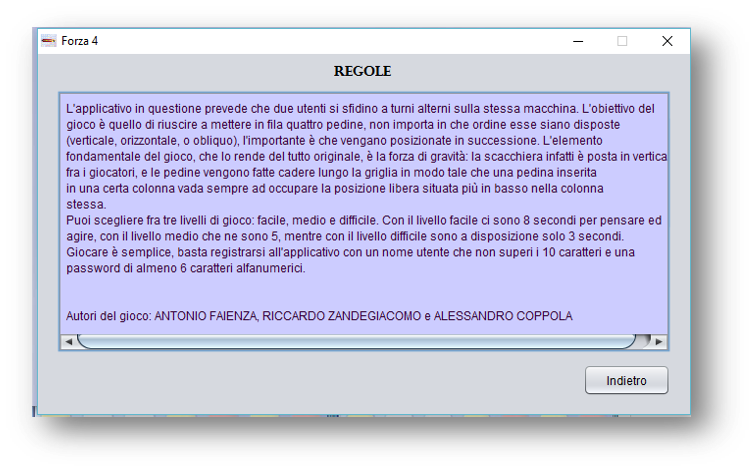 Forza 4
REGOLE
L'applicativo in questione prevede che due utenti si sfidino a turni alterni sulla stessa macchina. L'obiettivo del
gioco è quello di riuscire a mettere in fila quattro pedine, non importa in che ordine esse siano disposte
(verticale, orizzontale, o obliquo), l'importante è che vengano posizionate in successione. L'elemento
fondamentale del gioco, che lo rende del tutto originale, è la forza di gravità: la scacchiera infatti è posta in vertica
fra i giocatori, e le pedine vengono fatte cadere lungo la griglia in modo tale che una pedina inserita
in una certa colonna vada sempre ad occupare la posizione libera situata più in basso nella colonna
stessa.
Puoi scegliere fra tre livelli di gioco: facile, medio e difficile. Con il livello facile ci sono 8 secondi per pensare ed
agire, con il livello medio che ne sono 5, mentre con il livello difficile sono a disposizione solo 3 secondi.
Giocare è semplice, basta registrarsi all'applicativo con un nome utente che non superi i 10 caratteri e una
password di almeno 6 caratteri alfanumerici.
Autori del gioco: ANTONIO FAIENZA, RICCARDO ZANDEGIACOMO e ALESSANDRO COPPOLA
Indietro